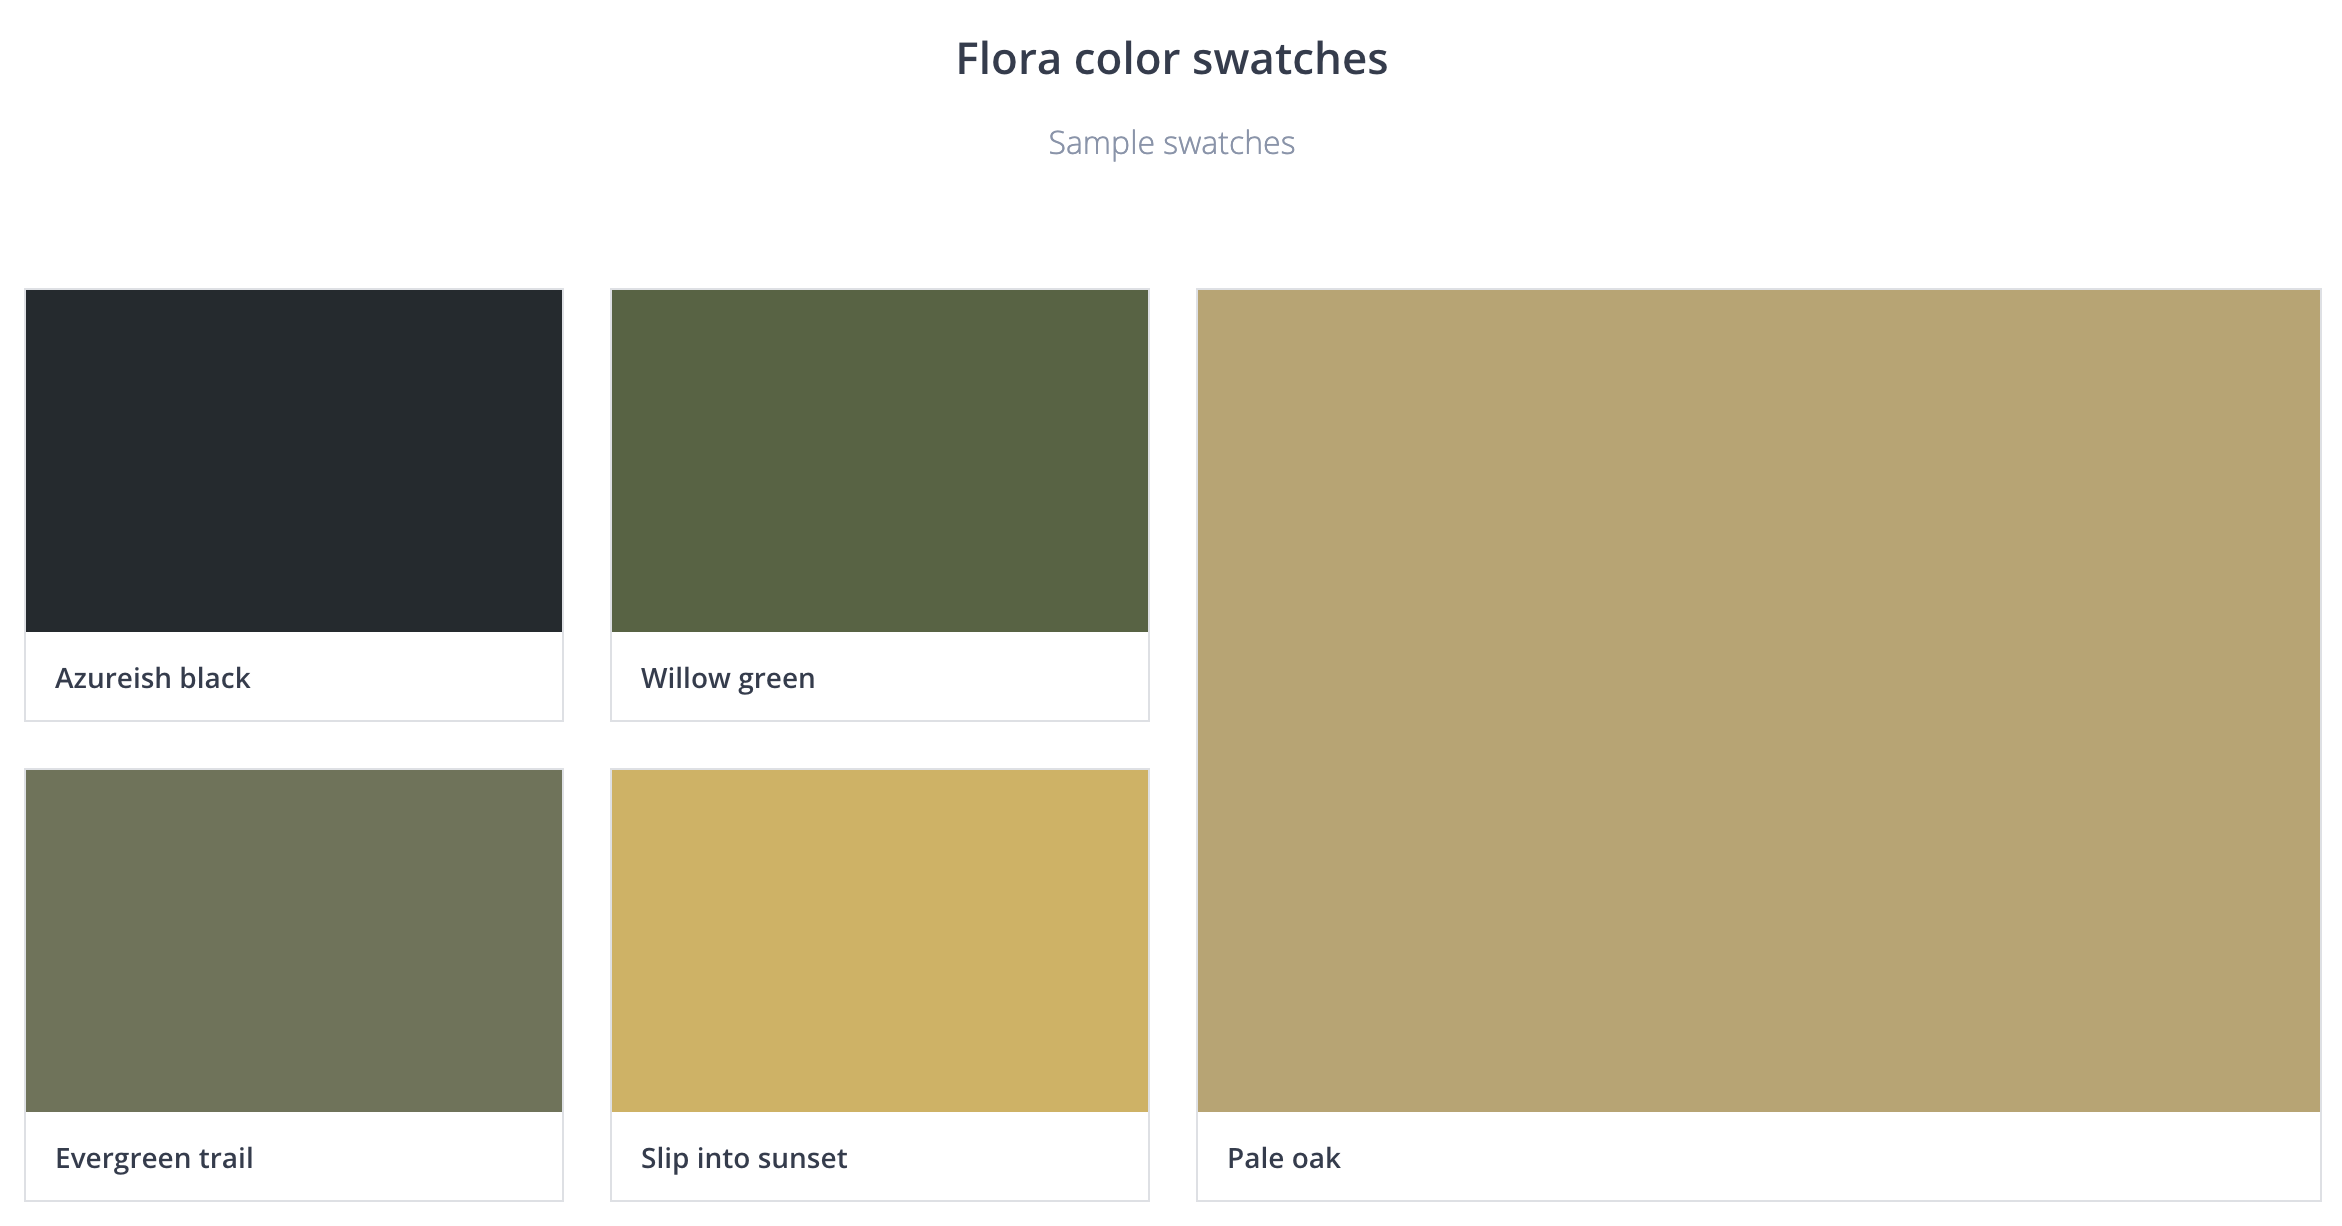 Flora color swatches
Sample swatches
Azureish black
Willow green
Evergreen trail
Slip into sunset
Pale oak